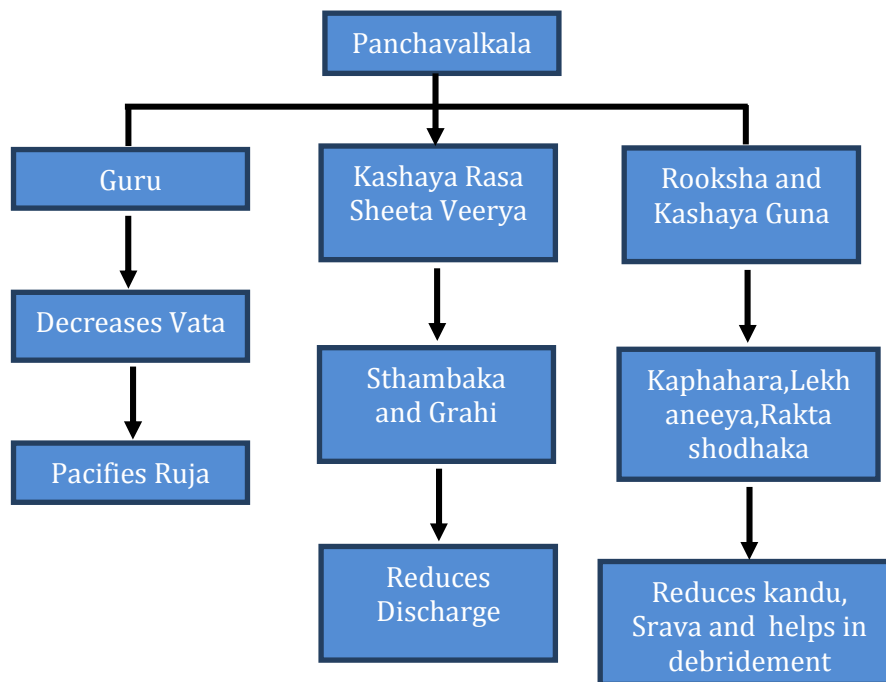 Panchavalkala
Guru
Kashaya Rasa
Sheeta Veerya
Rooksha and
Kashaya Guna
Decreases Vata
Sthambaka
and Grahi
Kaphahara,Lekh
aneeya,Rakta
shodhaka
Pacifies Ruja
Reduces
Discharge
Reduces kandu,
Srava and  helps in
debridement